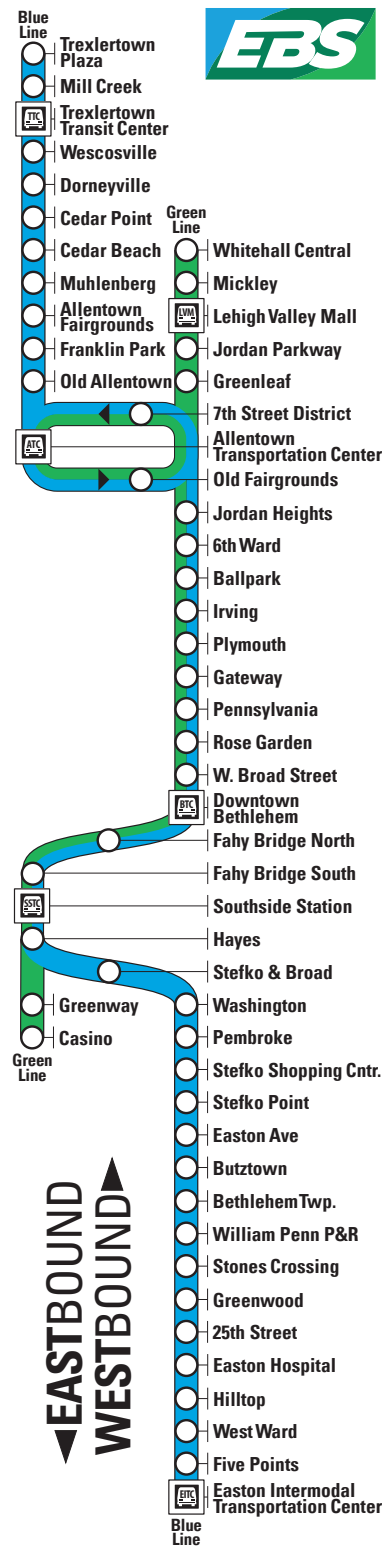 Blue
Line
EBS
Trexlertown
Plaza
Mill Creek
TTC
Trexlertown
Transit Center
Wescosville
Dorneyville
Cedar Point
Cedar Beach
Muhlenberg
Allentown
Fairgrounds
Franklin Park
Old Allentown
Green
Line
Whitehall Central
Mickley
LVM
Lehigh Valley Mall
Jordan Parkway
Greenleaf
7th Street District
ATC
Allentown
Transportation Center
Old Fairgrounds
Jordan Heights
6th Ward
Ballpark
Irving
Plymouth
Gateway
Pennsylvania
Rose Garden
W. Broad Street
BTC
Downtown
Bethlehem
Fahy Bridge North
Fahy Bridge South
SSTC
Southside Station
Hayes
Stefko & Broad
Greenway
Casino
Green
Line
Washington
Pembroke
Stefko Shopping Cntr.
Stefko Point
Easton Ave
Butztown
Bethlehem Twp.
William Penn P&R
Stones Crossing
Greenwood
25th Street
Easton Hospital
Hilltop
West Ward
Five Points
EITC
Easton Intermodal
Transportation Center
Blue
Line
EASTBOUND
WESTBOUND